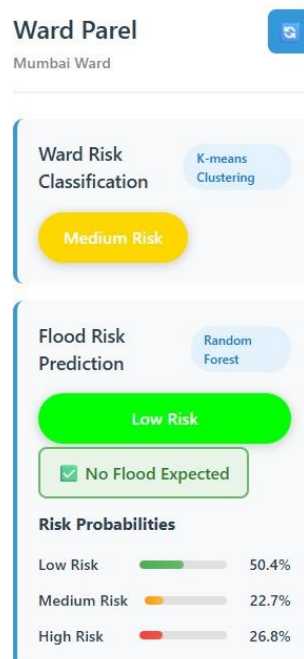 Ward Parel
Mumbai Ward
Ward Risk
Classification
K-means
Clustering
Medium Risk
Flood Risk
Prediction
Random
Forest
Low Risk
No Flood Expected
Risk Probabilities
Low Risk 50.4%
Medium Risk 22.7%
High Risk 26.8%